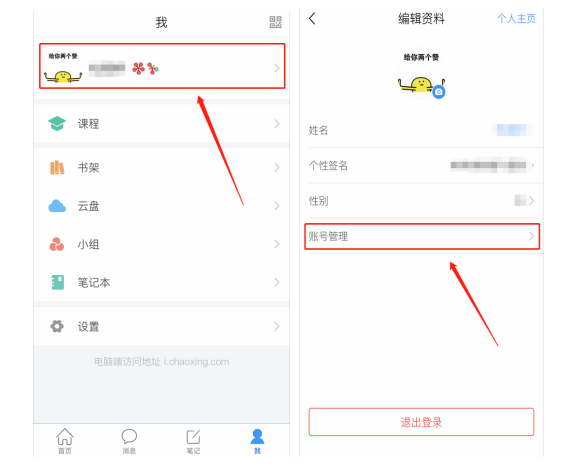 我
给你两个赞
课程
书架
云盘
小组
笔记本
设置
电脑端访问地址 i.chaoxing.com
首页
消息
笔记
我
编辑资料
个人主页
给你两个赞
姓名
个性签名
性别
账号管理
退出登录